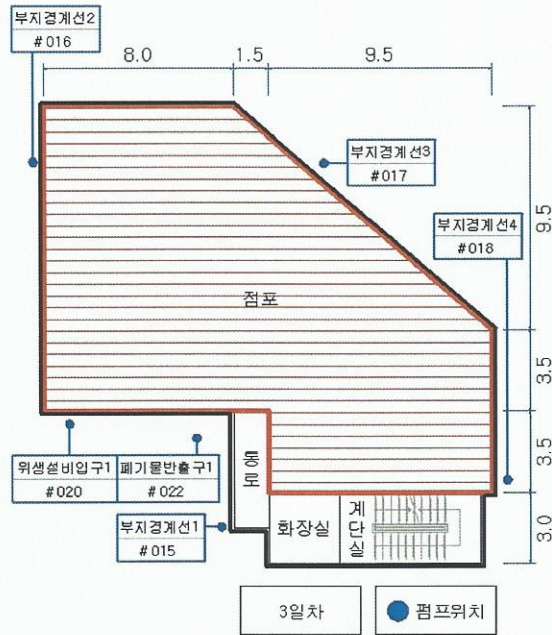 부지경계선2
#016
8.0
1.5
9.5
부지경계선3
#017
9.5
부지경계선4
#018
점포
3.5
3.5
통로
위생설비입구1
#020
폐기물반출구1
#022
화장실
계단실
3.0
부지경계선1
#015
3일차
펌프위치